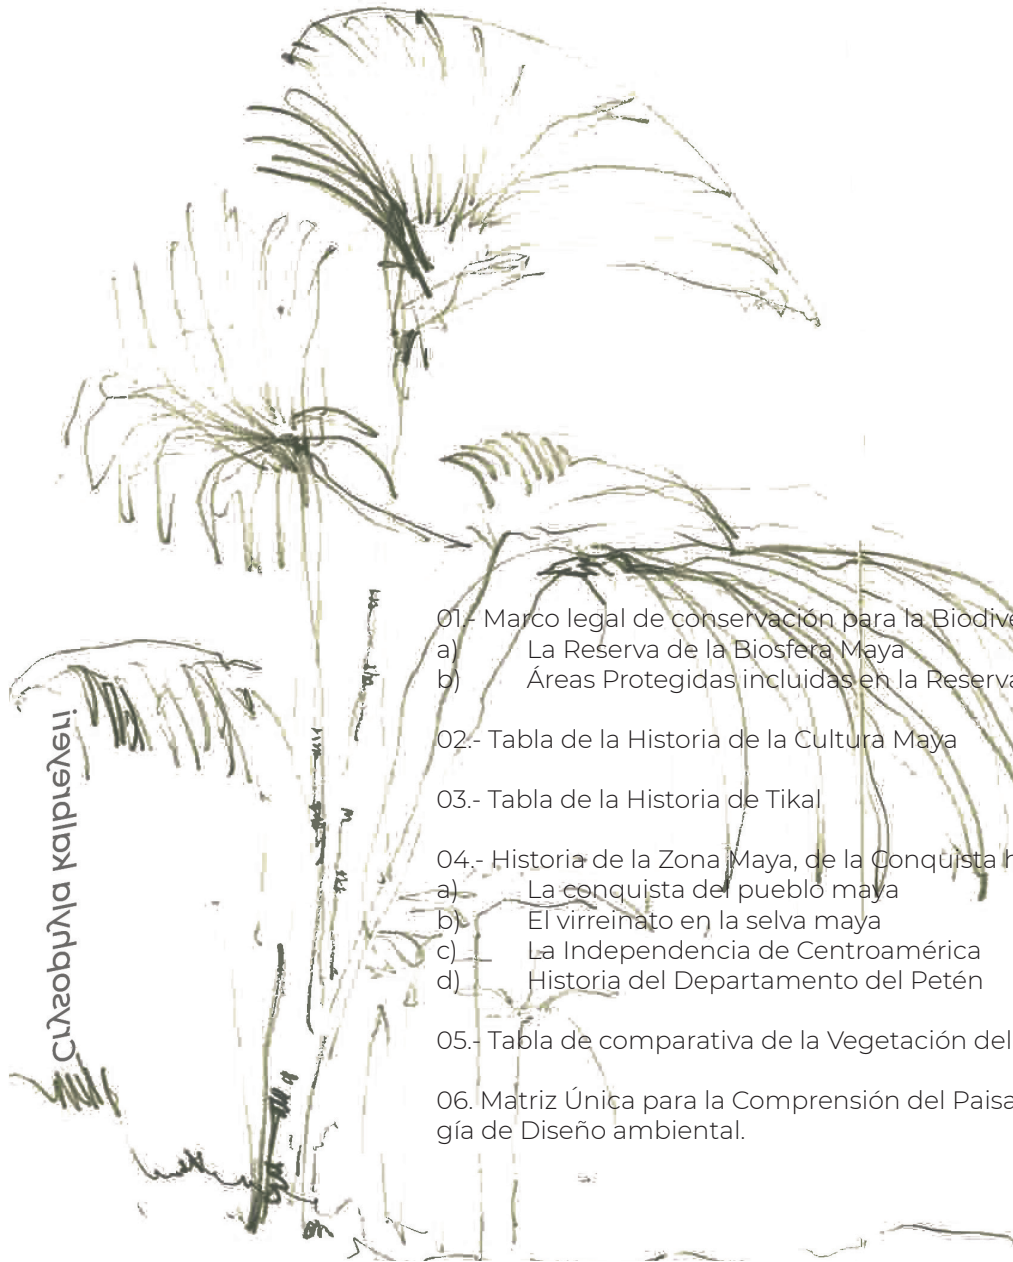 Crysophyla kalbreyeri
01.- Marco legal de conservación para la Biodive
a) La Reserva de la Biosfera Maya
b) Áreas Protegidas incluidas en la Reserva
02.- Tabla de la Historia de la Cultura Maya
03.- Tabla de la Historia de Tikal
04.- Historia de la Zona Maya, de la Conquista h
a) La conquista del pueblo maya
b) El virreinato en la selva maya
c) La Independencia de Centroamérica
d) Historia del Departamento del Petén
05.- Tabla de comparativa de la Vegetación del
06. Matriz Única para la Comprensión del Paisa
gía de Diseño ambiental.